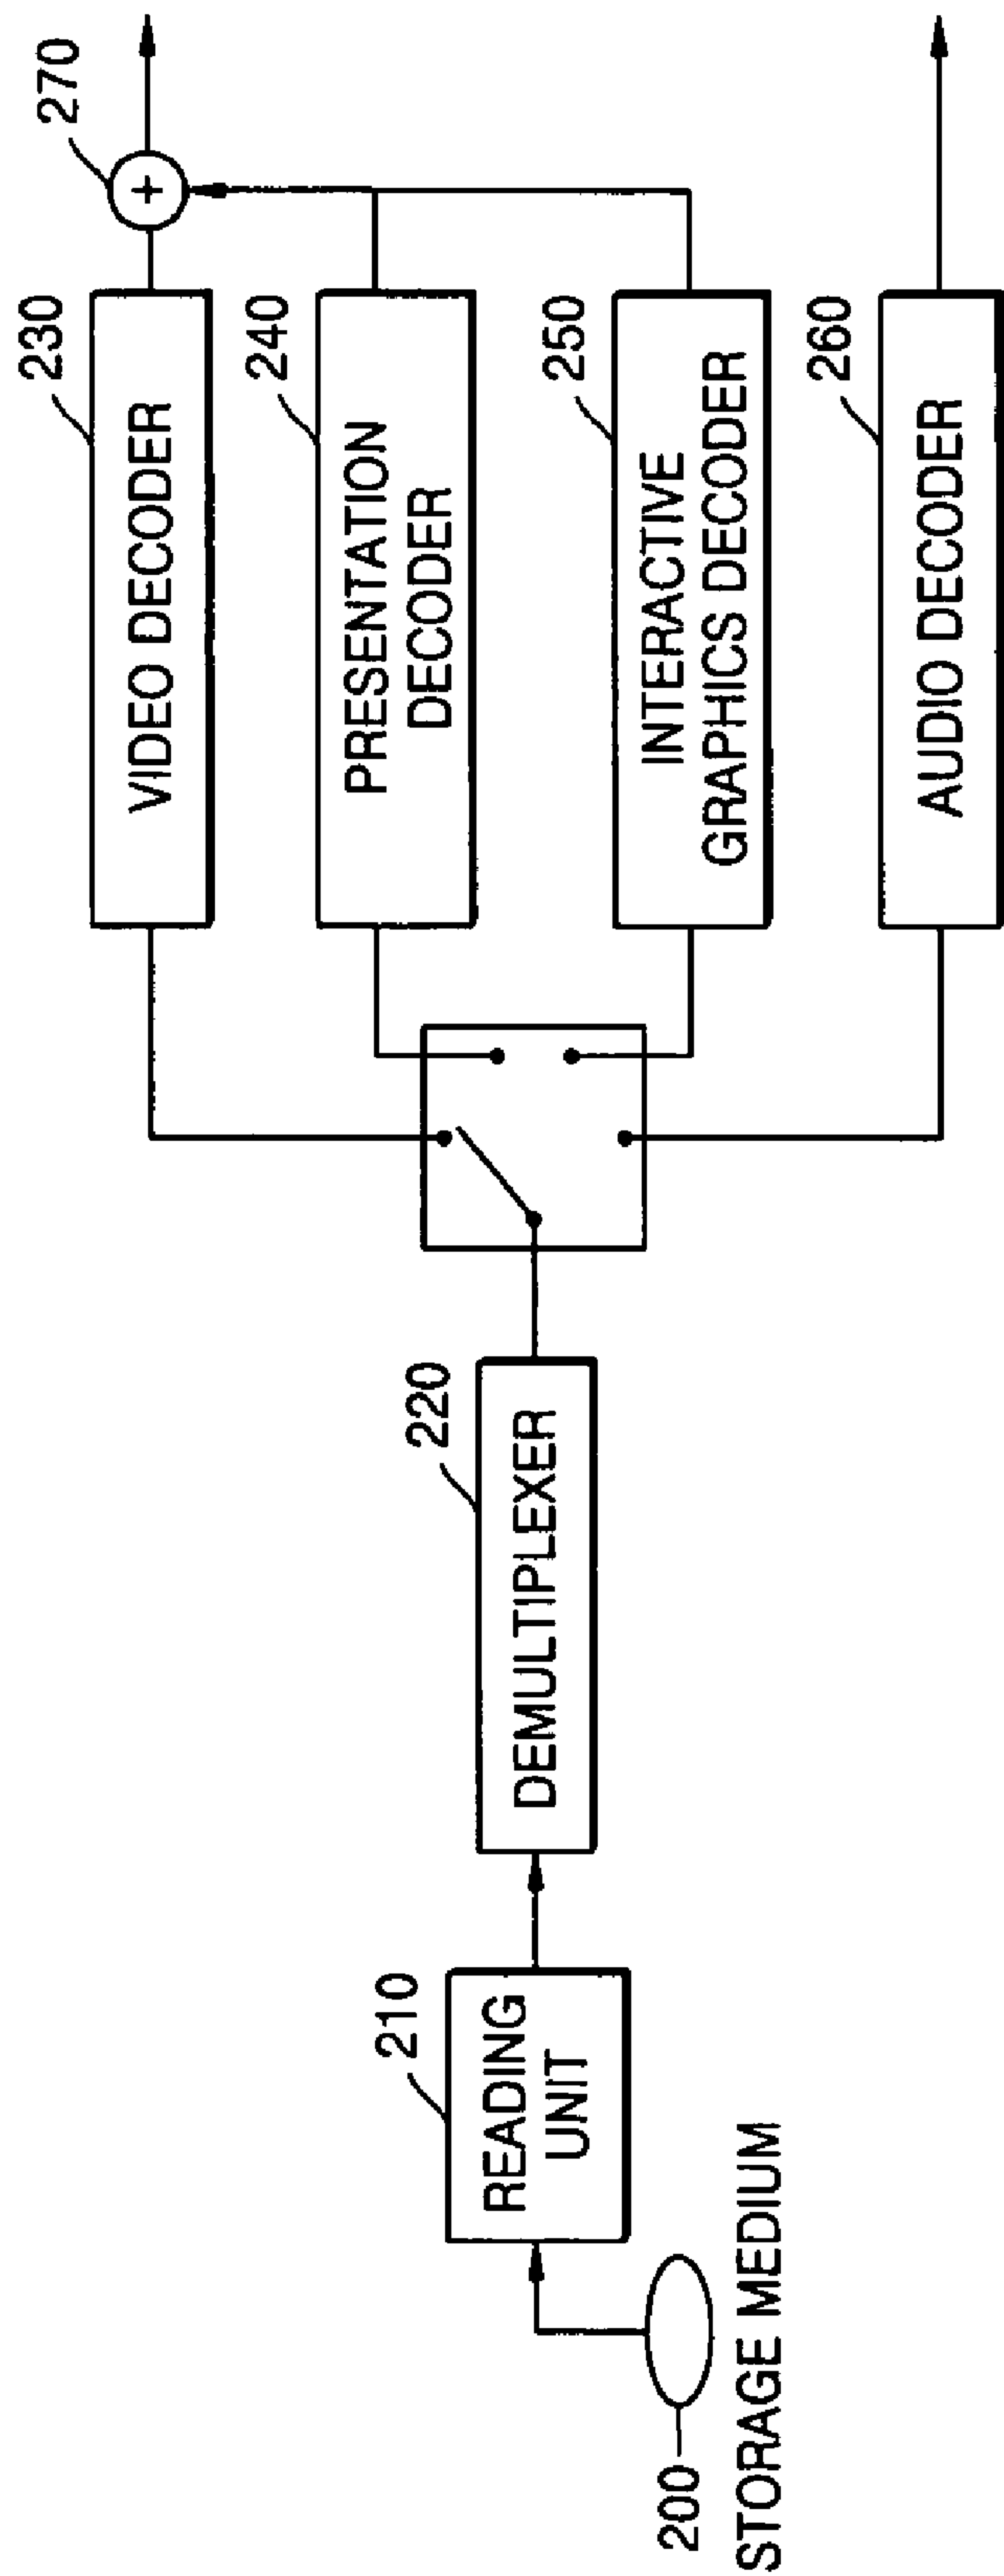 200
STORAGE MEDIUM
210
READING
UNIT
220
DEMULTIPLEXER
230
VIDEO DECODER
240
PRESENTATION
DECODER
250
INTERACTIVE
GRAPHICS DECODER
260
AUDIO DECODER
270
+